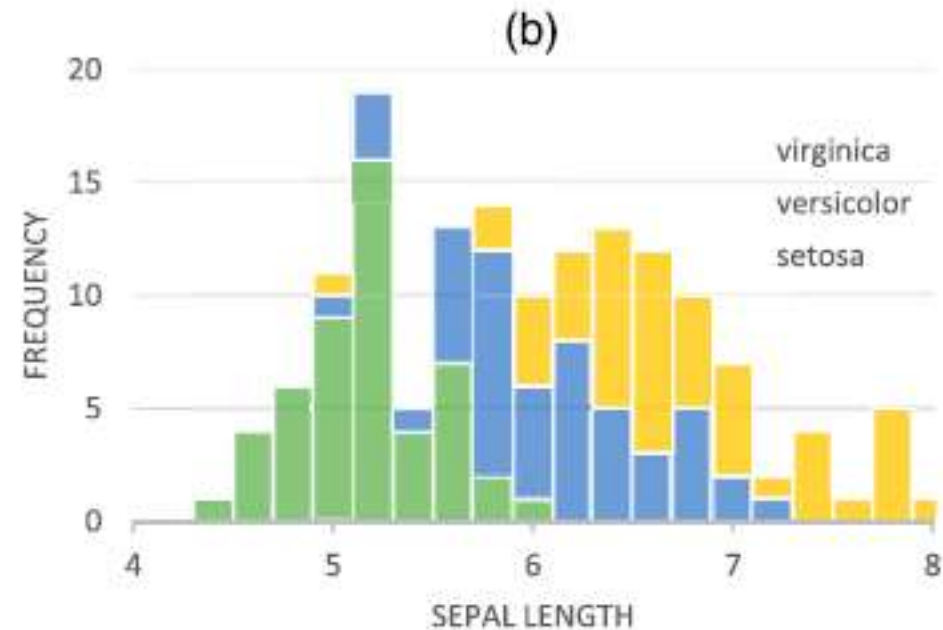 (b)
20
15
10
5
0
FREQUENCY
virginica
versicolor
setosa
4 5 6 7 8
SEPAL LENGTH